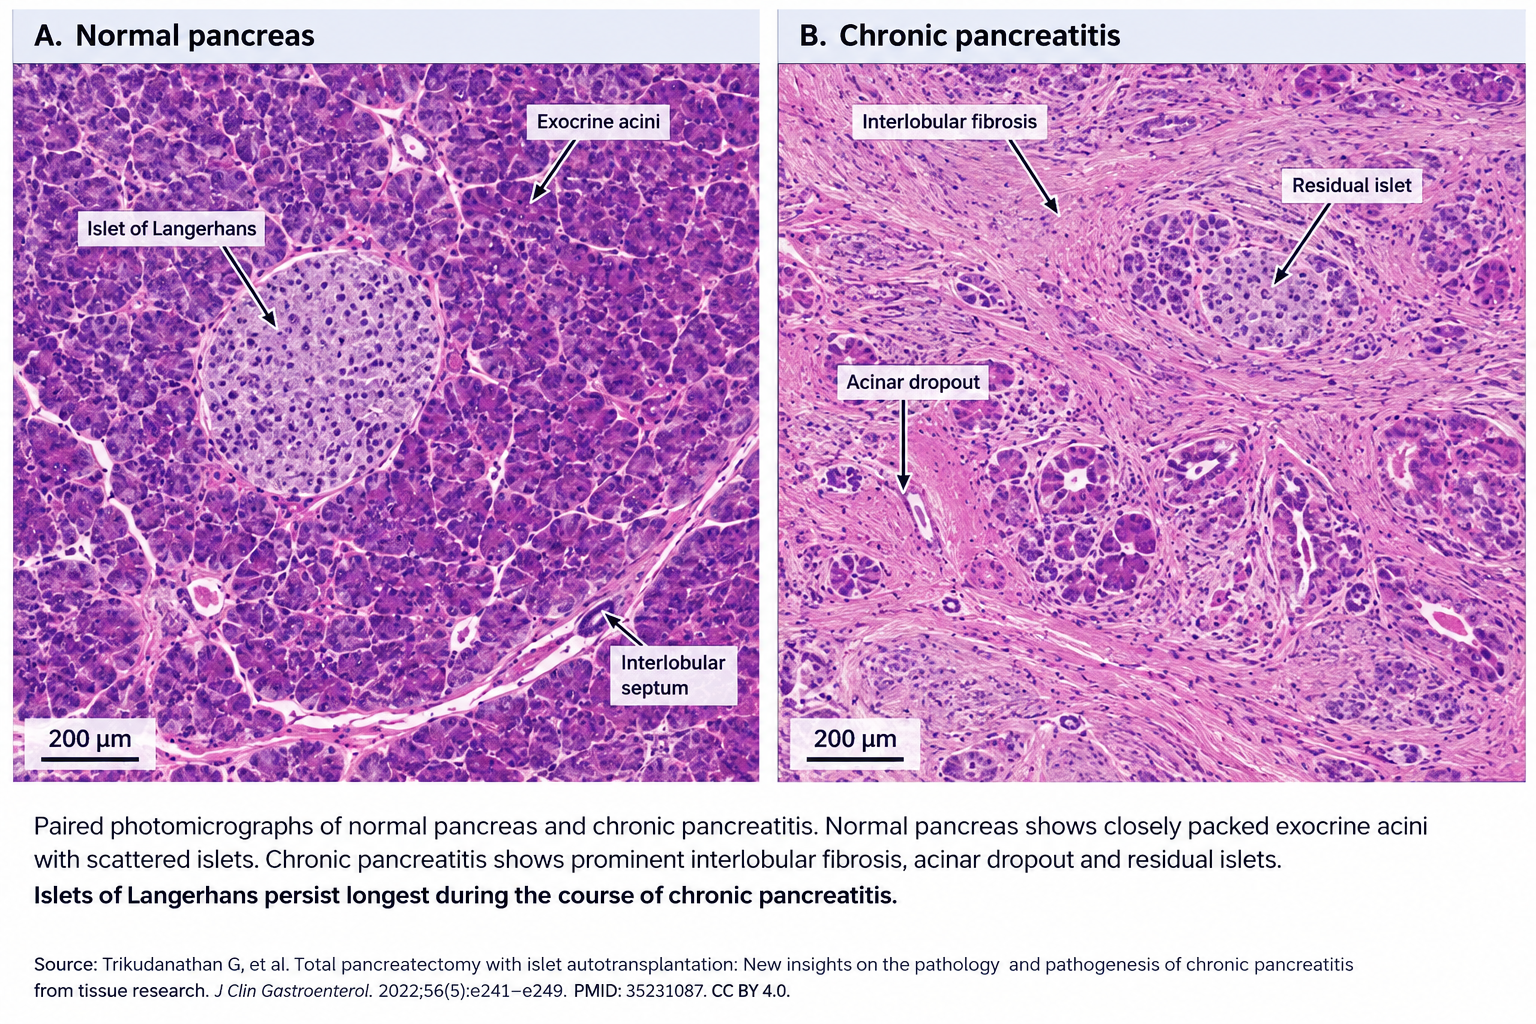 A. Normal pancreas
Exocrine acini
Islet of Langerhans
Interlobular
septum
200 µm
B. Chronic pancreatitis
Interlobular fibrosis
Residual islet
Acinar dropout
200 µm
Paired photomicrographs of normal pancreas and chronic pancreatitis. Normal pancreas shows closely packed exocrine acini
with scattered islets. Chronic pancreatitis shows prominent interlobular fibrosis, acinar dropout and residual islets.
Islets of Langerhans persist longest during the course of chronic pancreatitis.
Source: Trikudanathan G, et al. Total pancreatectomy with islet autotransplantation: New insights on the pathology and pathogenesis of chronic pancreatitis
from tissue research. J Clin Gastroenterol. 2022;56(5):e241–e249. PMID: 35231087. CC BY 4.0.